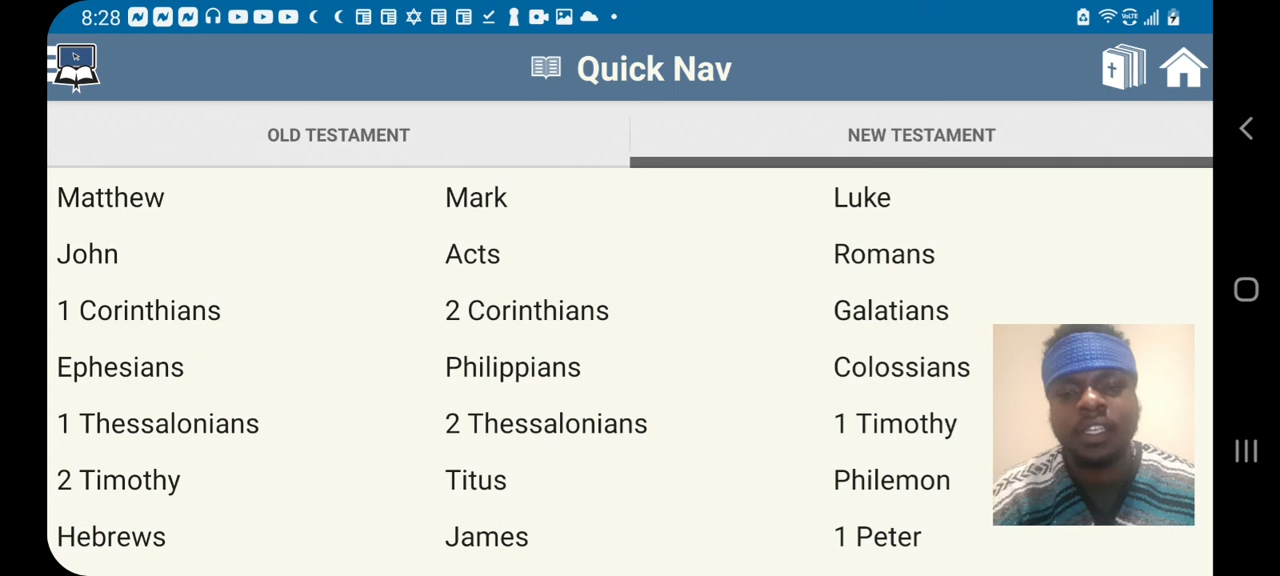 8:28
Quick Nav
OLD TESTAMENT NEW TESTAMENT
Matthew Mark Luke
John Acts Romans
1 Corinthians 2 Corinthians Galatians
Ephesians Philippians Colossians
1 Thessalonians 2 Thessalonians 1 Timothy
2 Timothy Titus Philemon
Hebrews James 1 Peter